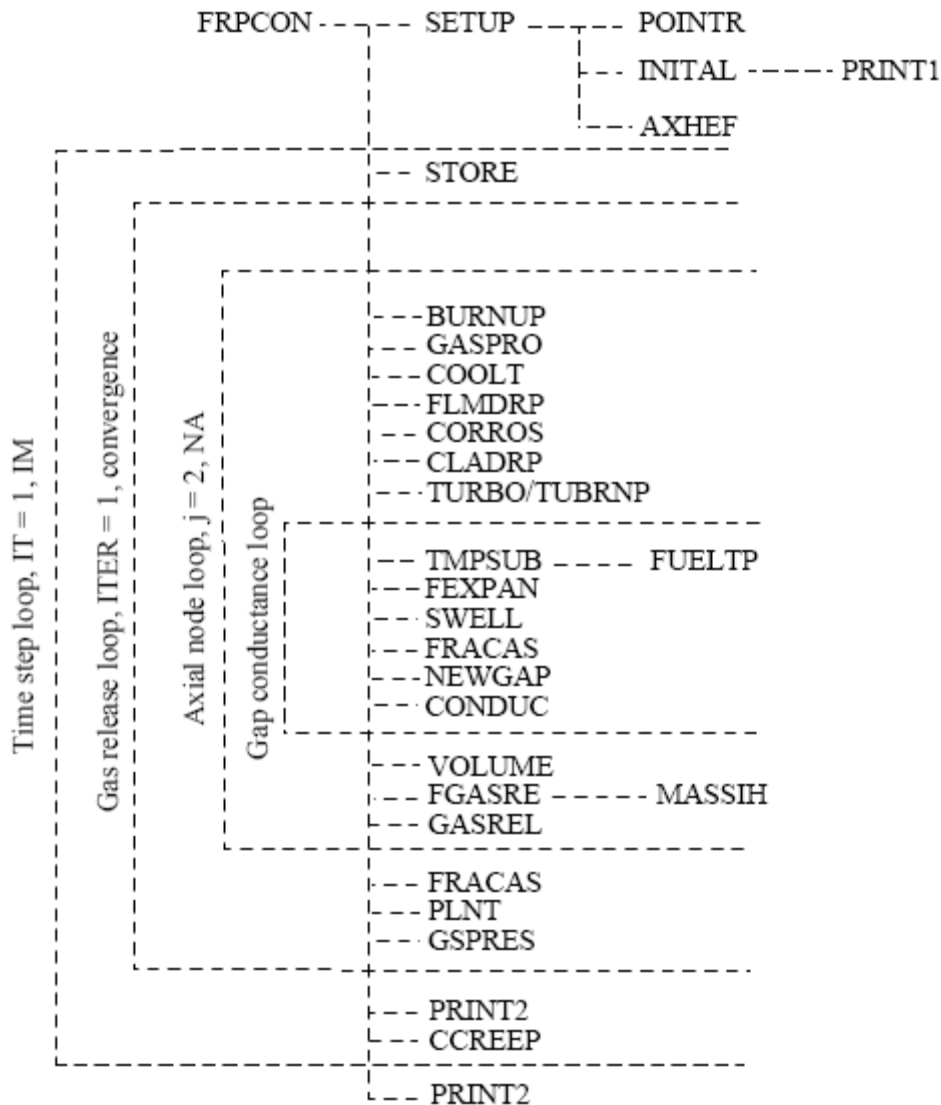 FRPCON SETUP POINTR
INITAL PRINT1
AXHEF
STORE
BURNUP
GASPRO
COOLT
FLMDRP
CORROS
CLADRP
TURBO/TUBRNP
TMPSUB FUELTP
FEXPAN
SWELL
FRACAS
NEWGAP
CONDUC
VOLUME
FGASRE MASSIH
GASREL
FRACAS
PLNT
GSPRES
PRINT2
CCREEP
PRINT2
Time step loop, IT = 1, IM
Gas release loop, ITER = 1, convergence
Axial node loop, j = 2, NA
Gap conductance loop